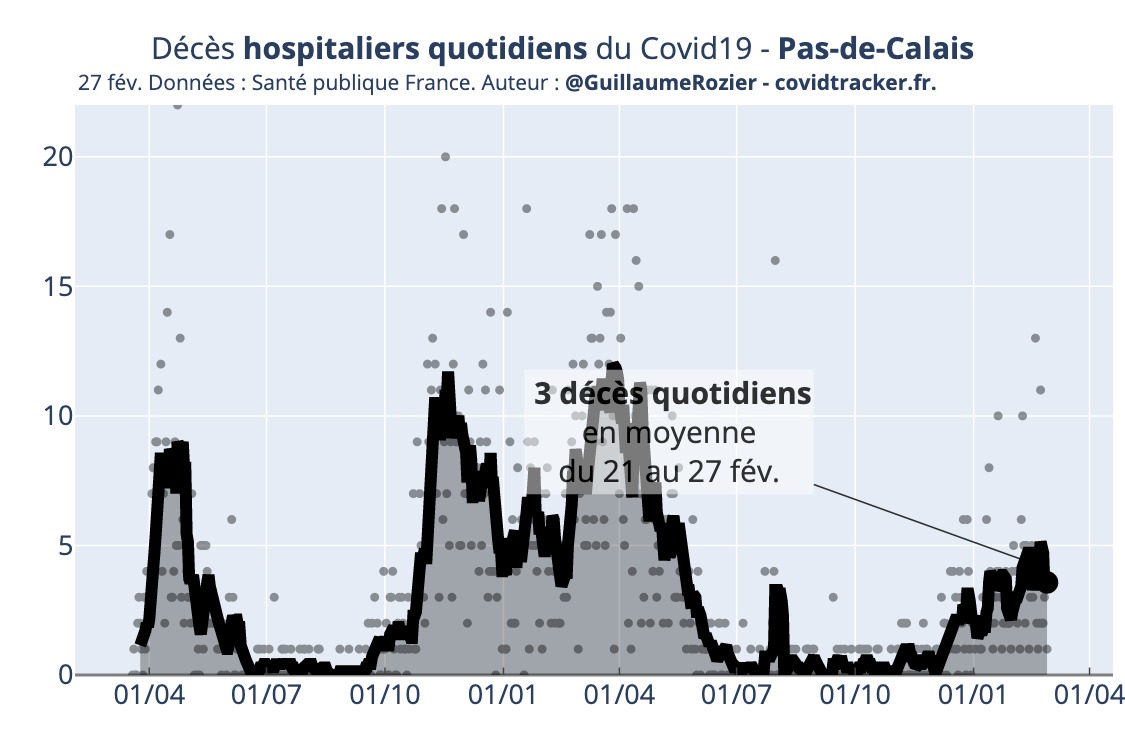 Décès hospitaliers quotidiens du Covid19 - Pas-de-Calais
27 fév. Données : Santé publique France. Auteur : @GuillaumeRozier - covidtracker.fr.
20
15
10
5
0
3 décès quotidiens
en moyenne
du 21 au 27 fév.
01/04 01/07 01/10 01/01 01/04 01/07 01/10 01/01 01/04